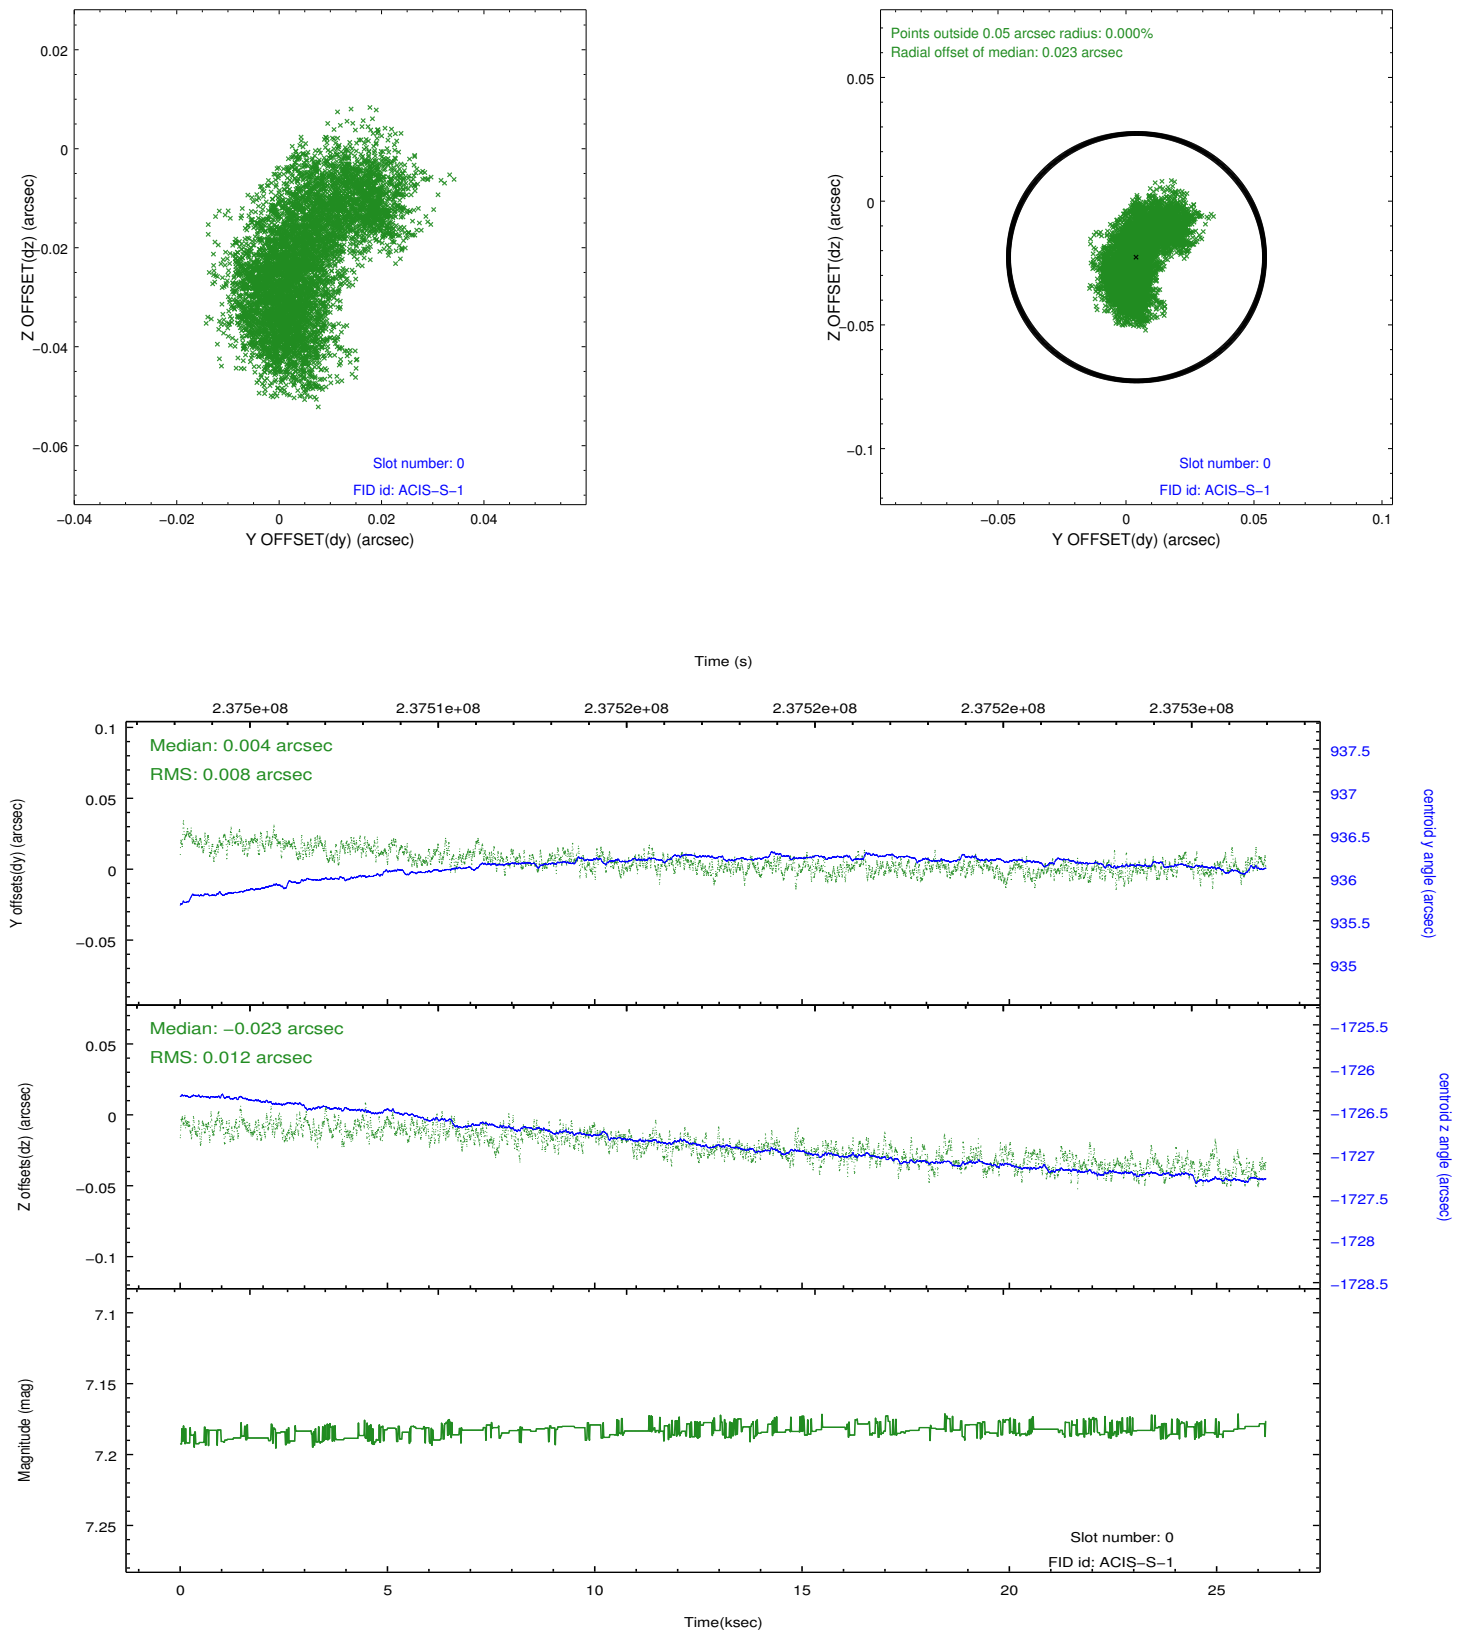 0.02
0
−0.02
−0.04
−0.06
Z OFFSET(dz) (arcsec)
Slot number: 0
FID id: ACIS−S−1
−0.04 −0.02 0 0.02 0.04
Y OFFSET(dy) (arcsec)
Points outside 0.05 arcsec radius: 0.000%
Radial offset of median: 0.023 arcsec
0.05
0
−0.05
−0.1
Z OFFSET(dz) (arcsec)
Slot number: 0
FID id: ACIS−S−1
−0.05 0 0.05 0.1
Y OFFSET(dy) (arcsec)
Time (s)
2.375e+08 2.3751e+08 2.3752e+08 2.3752e+08 2.3752e+08 2.3753e+08
Median: 0.004 arcsec
RMS: 0.008 arcsec
0.1
0.05
0
−0.05
Y offsets(dy) (arcsec)
937.5
937
936.5
936
935.5
935
centroid y angle (arcsec)
Median: −0.023 arcsec
RMS: 0.012 arcsec
0.05
0
−0.05
−0.1
Z offsets(dz) (arcsec)
−1725.5
−1726
−1726.5
−1727
−1727.5
−1728
−1728.5
centroid z angle (arcsec)
7.1
7.15
7.2
7.25
Magnitude (mag)
Slot number: 0
FID id: ACIS−S−1
0 5 10 15 20 25
Time(ksec)